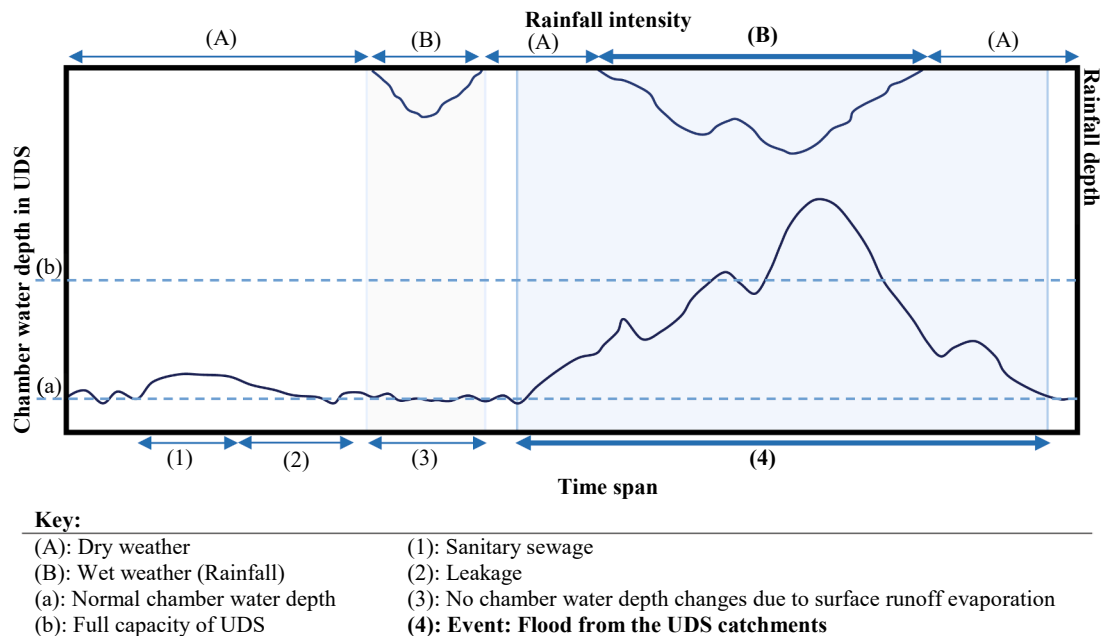 Rainfall intensity
(A) (B) (A) (B) (A)
Rainfall depth
Chamber water depth in UDS
(b)
(a)
(1) (2) (3) (4)
Time span
Key:
(A): Dry weather (1): Sanitary sewage
(B): Wet weather (Rainfall) (2): Leakage
(a): Normal chamber water depth (3): No chamber water depth changes due to surface runoff evaporation
(b): Full capacity of UDS (4): Event: Flood from the UDS catchments